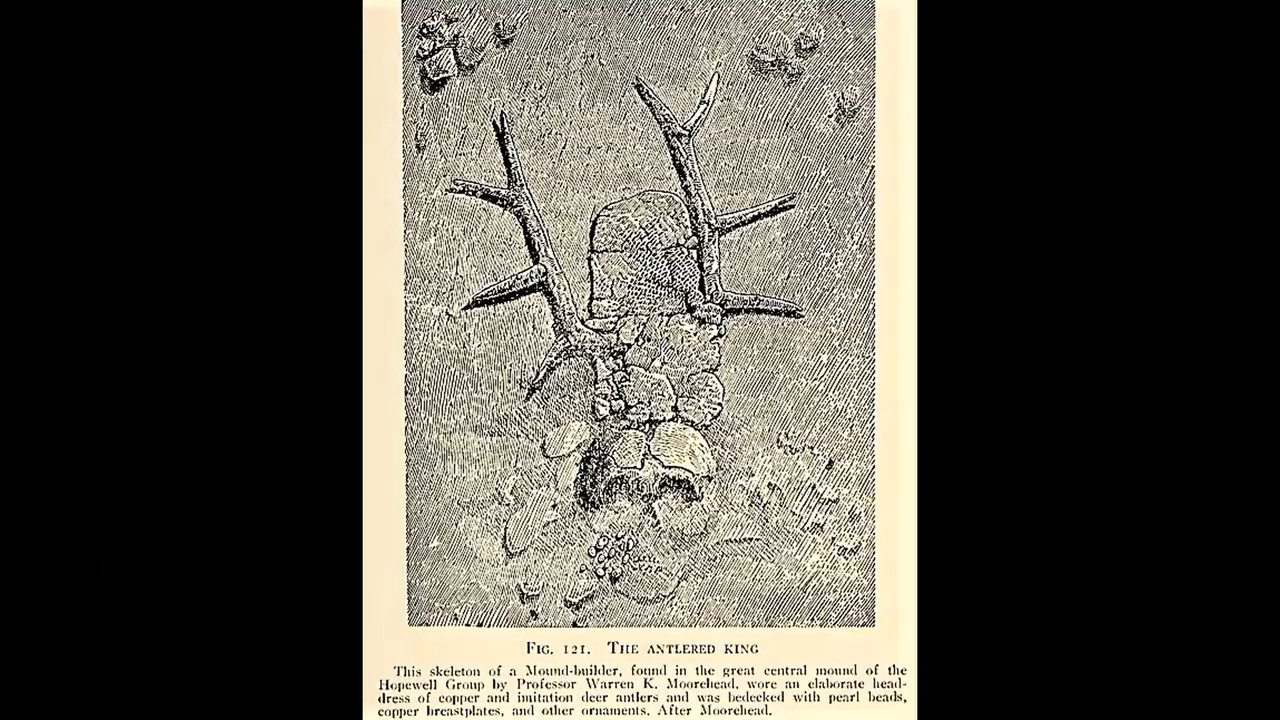 FIG. 121. THE ANTLERED KING
This skeleton of a Mound-builder, found in the great central mound of the
Hopewell Group by Professor Warren K. Moorehead, wore an elaborate head-
dress of copper and imitation deer antlers and was bedecked with pearl beads,
copper breastplates, and other ornaments. After Moorehead.